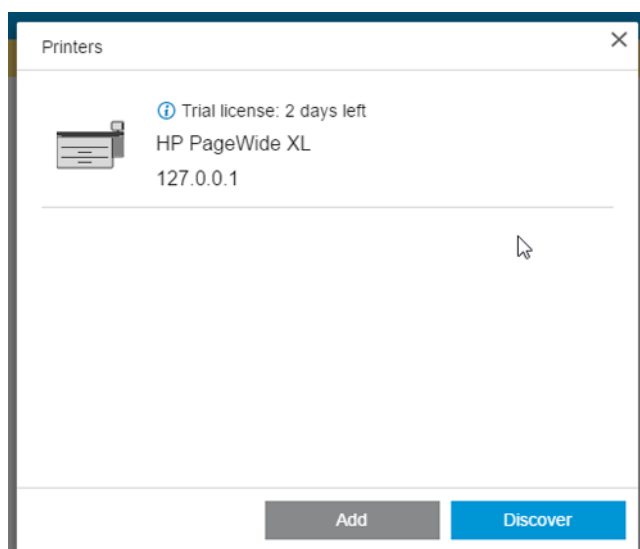 Printers
Trial license: 2 days left
HP PageWide XL
127.0.0.1
Add
Discover